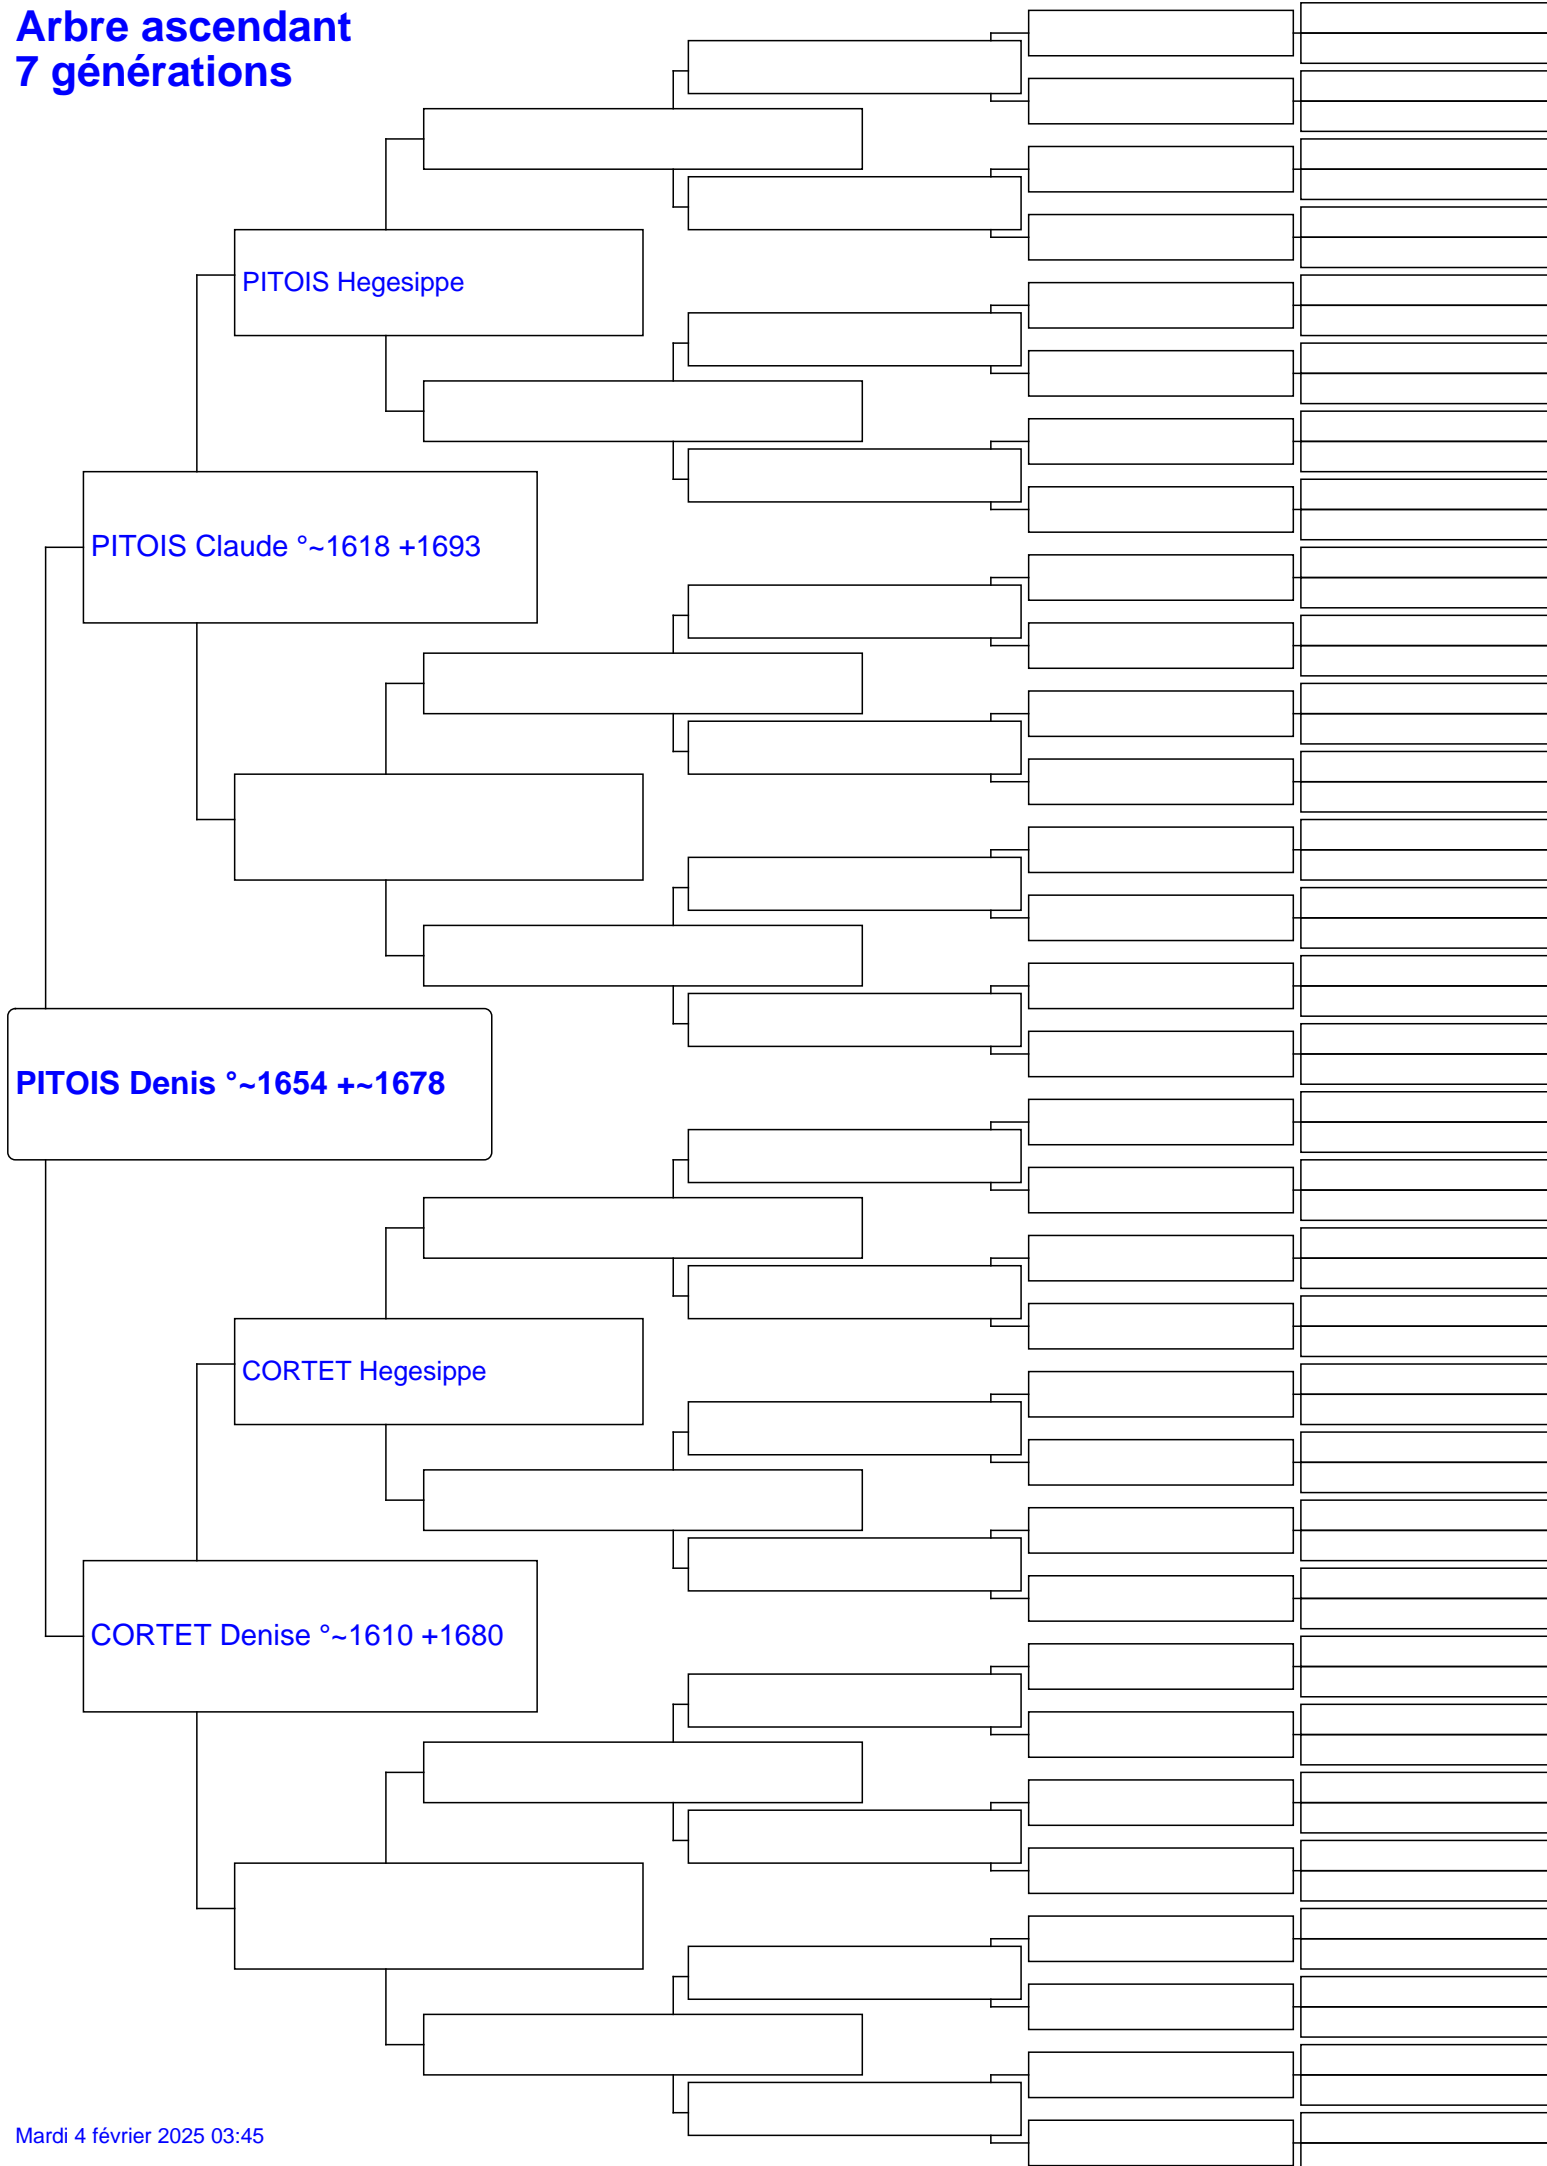 Arbre ascendant
7 générations
PITOIS Hegesippe
PITOIS Claude °~1618 +1693
PITOIS Denis °~1654 +~1678
CORTET Hegesippe
CORTET Denise °~1610 +1680
Mardi 4 février 2025 03:45